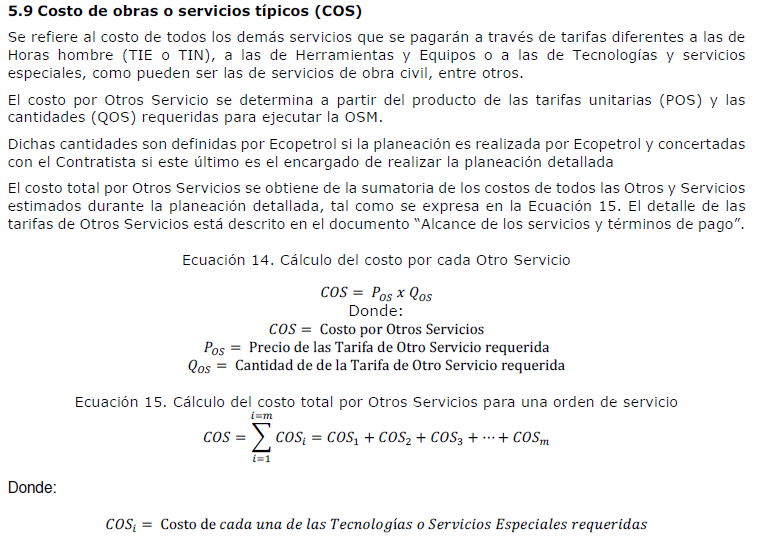 5.9 Costo de obras o servicios típicos (COS)
Se refiere al costo de todos los demás servicios que se pagarán a través de tarifas diferentes a las de
Horas hombre (TIE o TIN), a las de Herramientas y Equipos o a las de Tecnologías y servicios
especiales, como pueden ser las de servicios de obra civil, entre otros.
El costo por Otros Servicio se determina a partir del producto de las tarifas unitarias (POS) y las
cantidades (QOS) requeridas para ejecutar la OSM.
Dichas cantidades son definidas por Ecopetrol si la planeación es realizada por Ecopetrol y concertadas
con el Contratista si este último es el encargado de realizar la planeación detallada
El costo total por Otros Servicios se obtiene de la sumatoria de los costos de todos las Otros y Servicios
estimados durante la planeación detallada, tal como se expresa en la Ecuación 15. El detalle de las
tarifas de Otros Servicios está descrito en el documento “Alcance de los servicios y términos de pago”.
Ecuación 14. Cálculo del costo por cada Otro Servicio
COS = P_OS x Q_OS
Donde:
COS = Costo por Otros Servicios
P_OS = Precio de las Tarifa de Otro Servicio requerida
Q_OS = Cantidad de de la Tarifa de Otro Servicio requerida
Ecuación 15. Cálculo del costo total por Otros Servicios para una orden de servicio
i=m
COS = ∑ COS_i = COS_1 + COS_2 + COS_3 + ⋯ + COS_m
i=1
Donde:
COS_i = Costo de cada una de las Tecnologías o Servicios Especiales requeridas